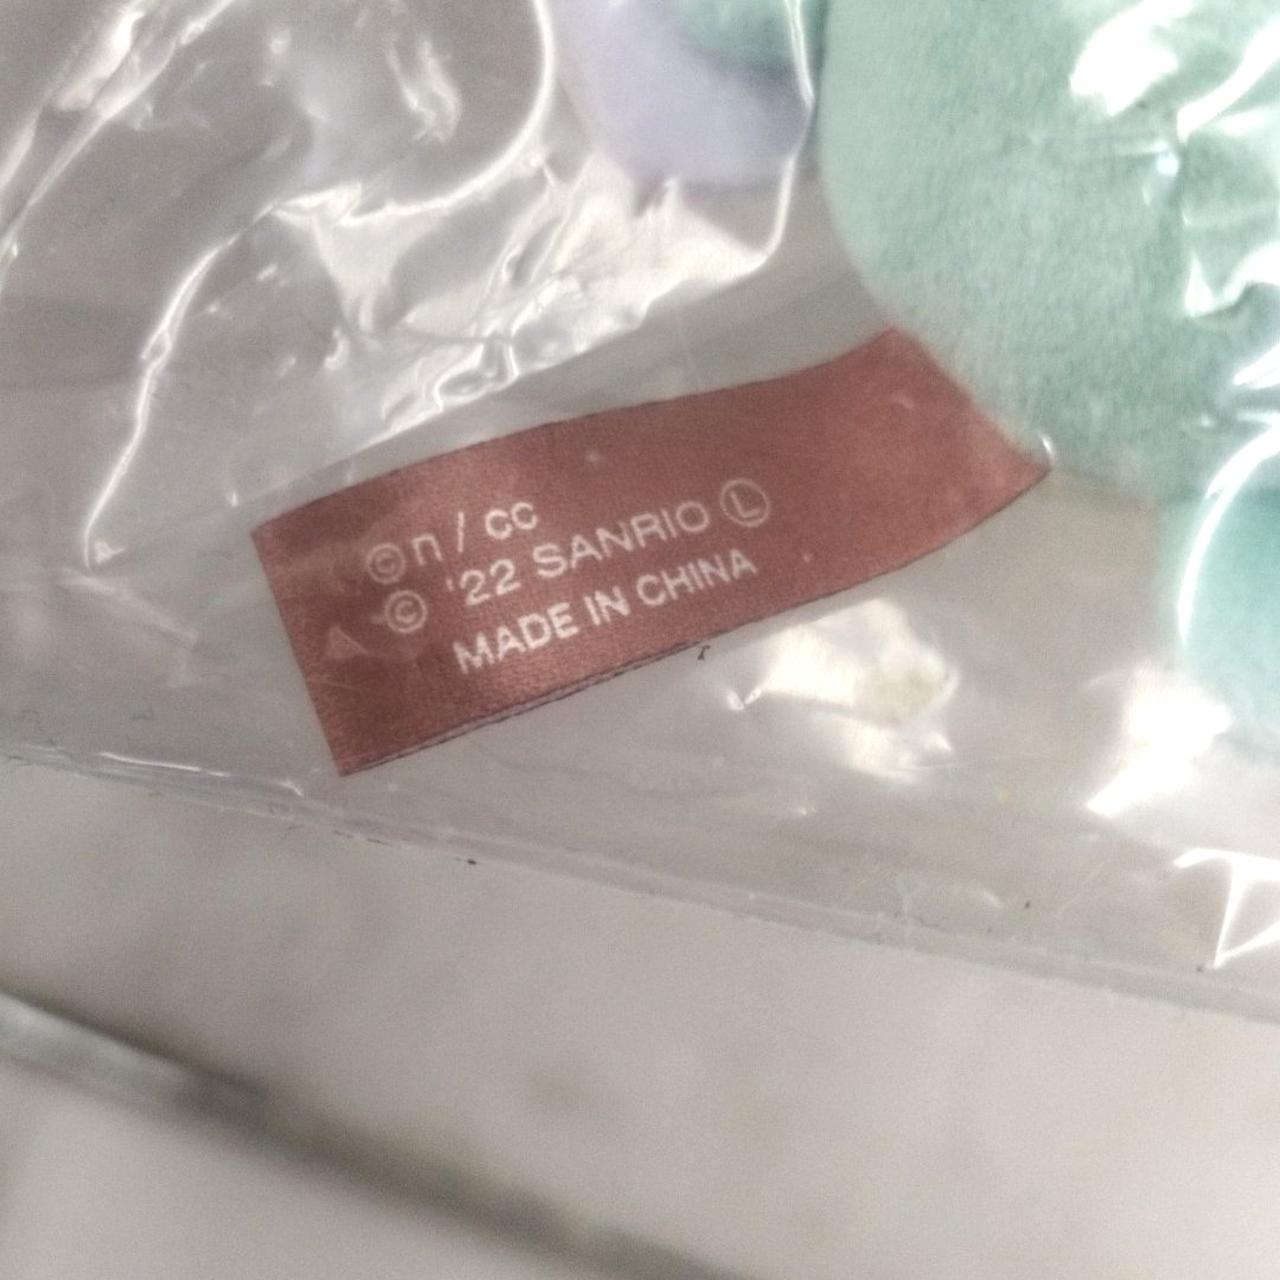 ©n / cc
© '22 SANRIO Ⓛ
MADE IN CHINA